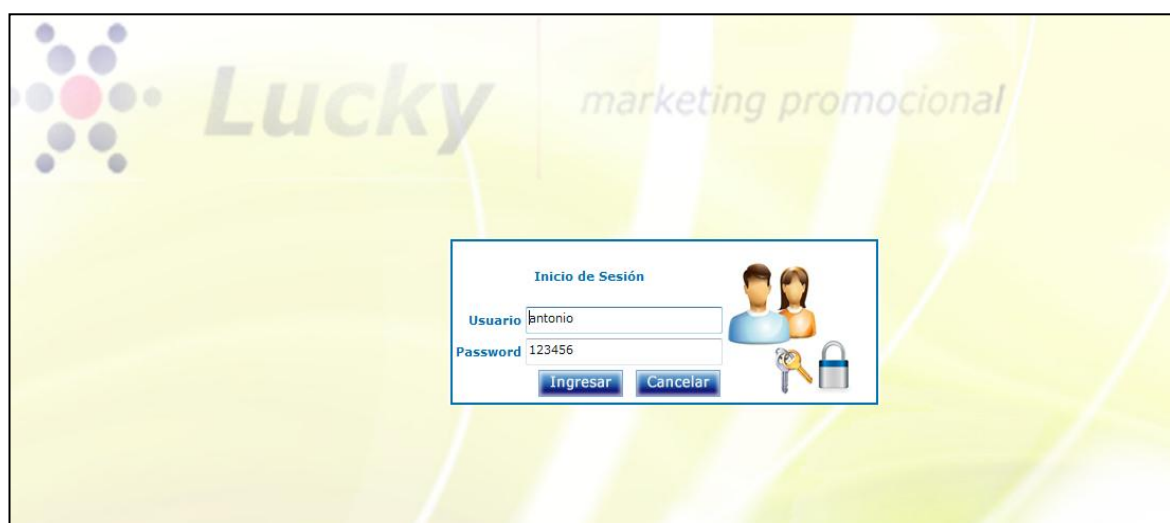 Lucky marketing promocional
Inicio de Sesión
Usuario antonio
Password 123456
Ingresar Cancelar